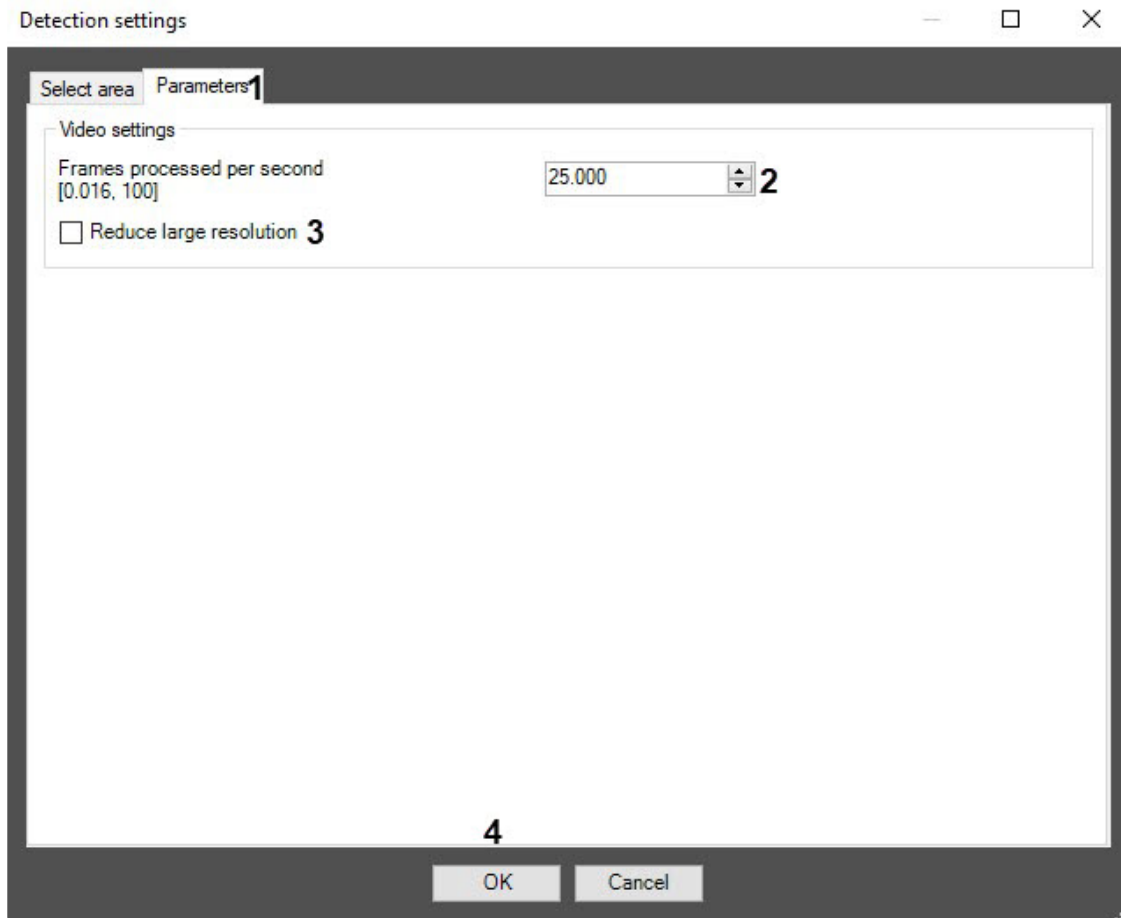 Detection settings
Select area Parameters 1
Video settings
Frames processed per second
[0.016, 100]
25.000 2
Reduce large resolution 3
4
OK Cancel